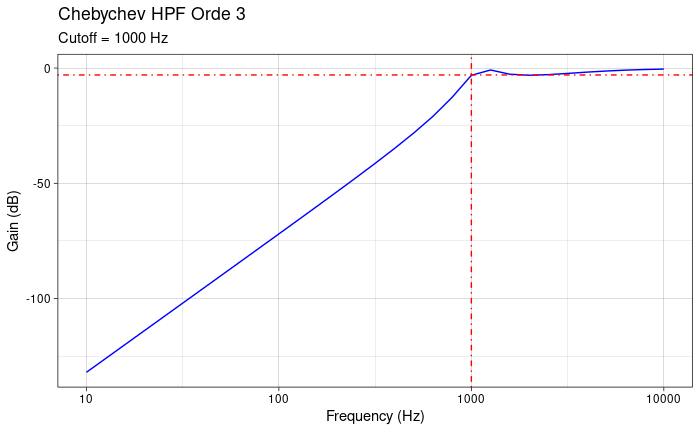 Chebychev HPF Orde 3
Cutoff = 1000 Hz
Gain (dB)
0
-50
-100
10 100 1000 10000
Frequency (Hz)